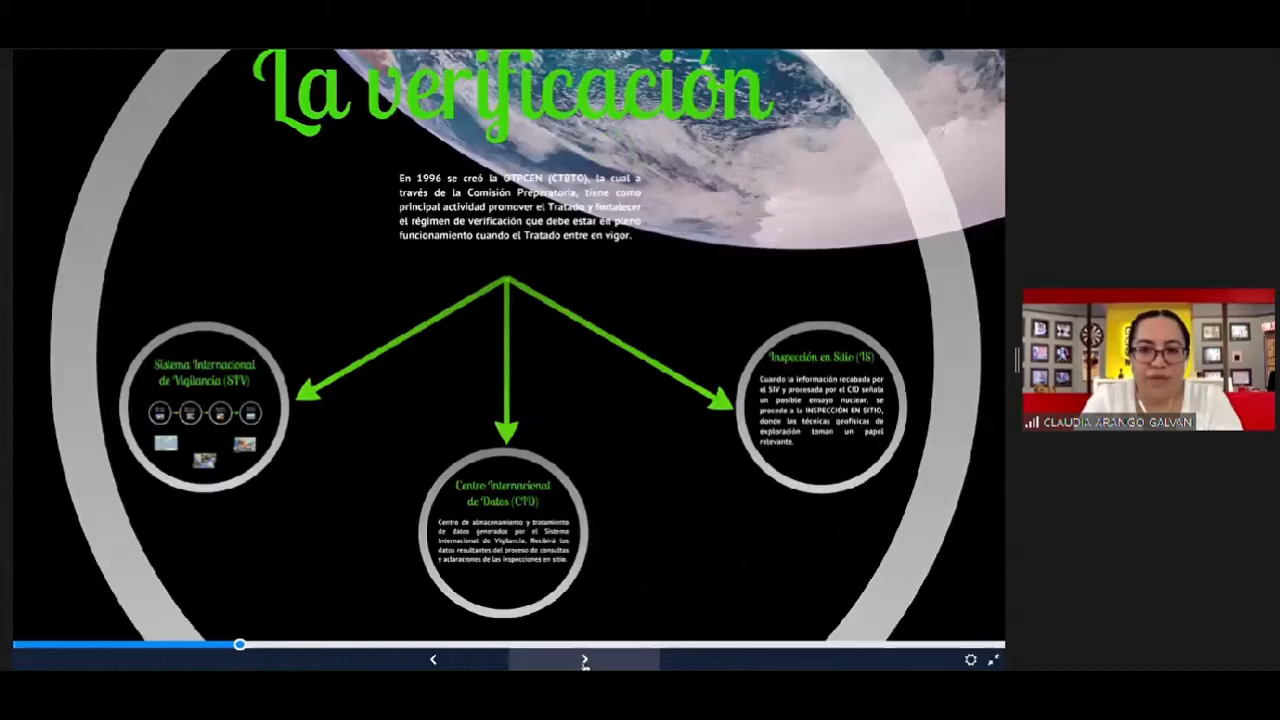 La verificación
En 1996 se creó la OTPCEN (CTBTO), la cual a
través de la Comisión Preparatoria, tiene como
principal actividad promover el Tratado y fortalecer
el régimen de verificación que debe estar en pleno
funcionamiento cuando el Tratado entre en vigor.
Sistema Internacional
de Vigilancia (SIV)
Centro Internacional
de Datos (CID)
Centro de almacenamiento y tratamiento
de datos generados por el Sistema
Internacional de Vigilancia. Recibirá los
datos resultantes del proceso de consultas
y aclaraciones de las inspecciones en sitio.
Inspección en Sitio (IS)
Cuando la información recabada por
el SIV y procesada por el CID señala
un posible ensayo nuclear, se
procede a la INSPECCIÓN EN SITIO,
donde las técnicas geofísicas de
exploración toman un papel
relevante.
CLAUDIA ARANGO GALVAN